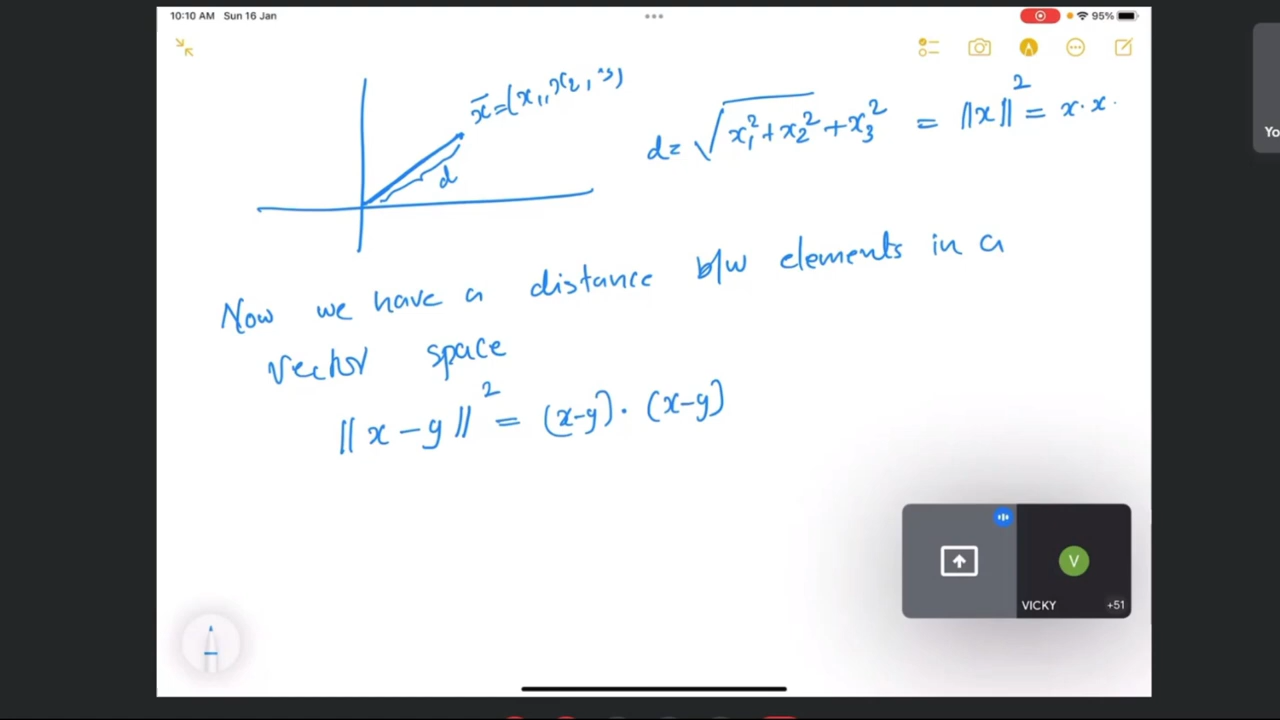 10:10 AM Sun 16 Jan
95%
x̄=(x₁,x₂,x₃)
d
d= √x₁²+x₂²+x₃² = ||x||² = x·x·
Now we have a distance b/w elements in a
vector space
||x-y||² = (x-y)·(x-y)
V
VICKY +51
Yo